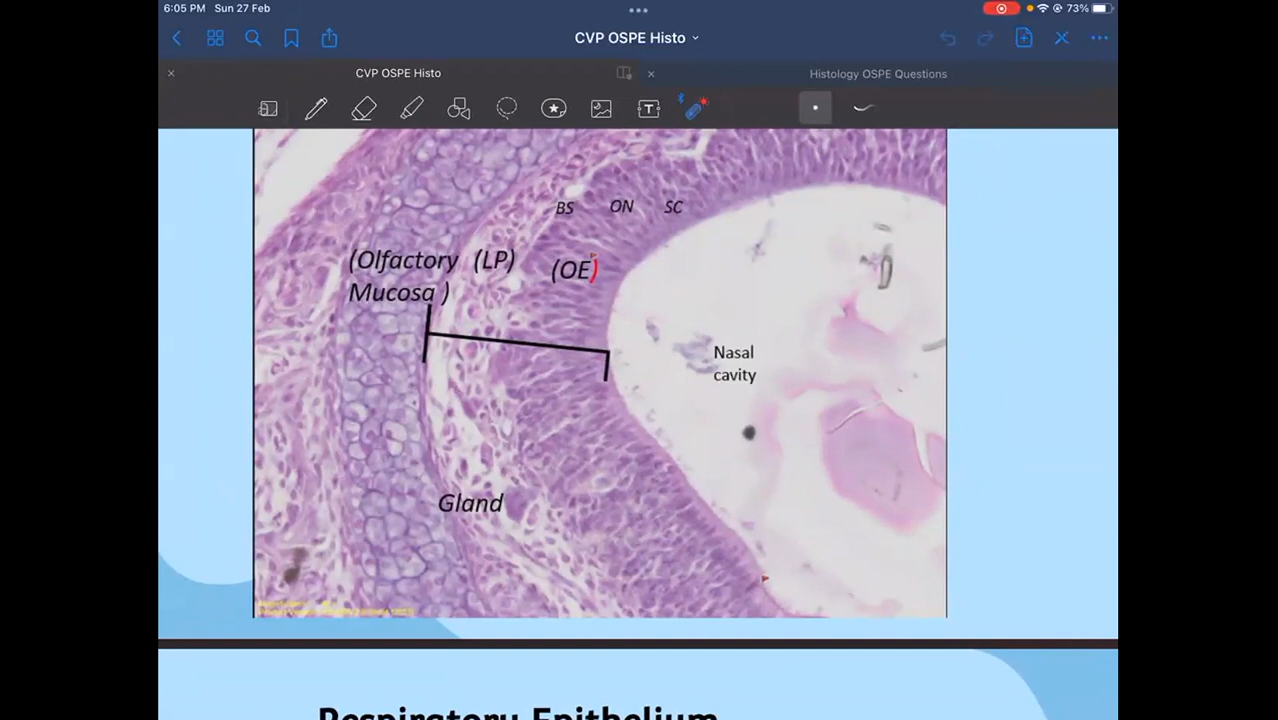 6:05 PM Sun 27 Feb
73%
CVP OSPE Histo
CVP OSPE Histo
Histology OSPE Questions
BS ON SC
(Olfactory (LP) (OE)
Mucosa )
Nasal
cavity
Gland
Respiratory Epithelium